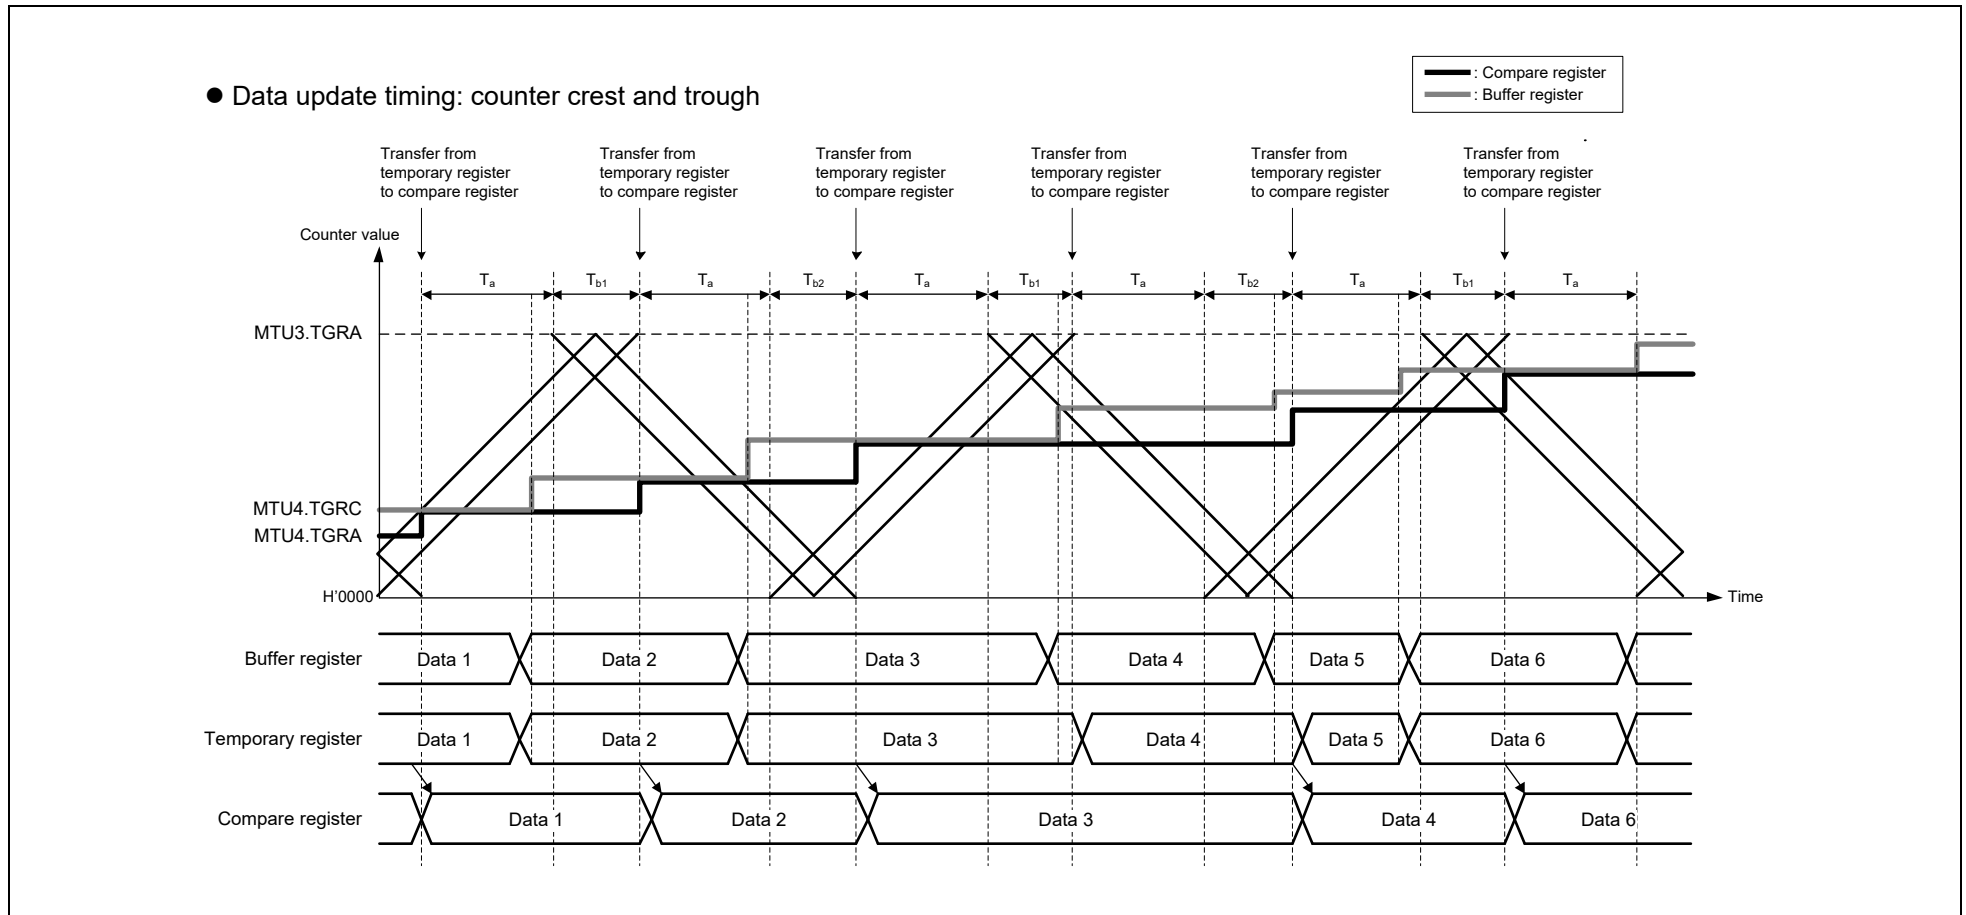 ● Data update timing: counter crest and trough
: Compare register
: Buffer register
Transfer from
temporary register
to compare register
Transfer from
temporary register
to compare register
Transfer from
temporary register
to compare register
Transfer from
temporary register
to compare register
Transfer from
temporary register
to compare register
Transfer from
temporary register
to compare register
Counter value
Ta Tb1 Ta Tb2 Ta Tb1 Ta Tb2 Ta Tb1 Ta
MTU3.TGRA
MTU4.TGRC
MTU4.TGRA
H'0000
Time
Buffer register Data 1 Data 2 Data 3 Data 4 Data 5 Data 6
Temporary register Data 1 Data 2 Data 3 Data 4 Data 5 Data 6
Compare register Data 1 Data 2 Data 3 Data 4 Data 6